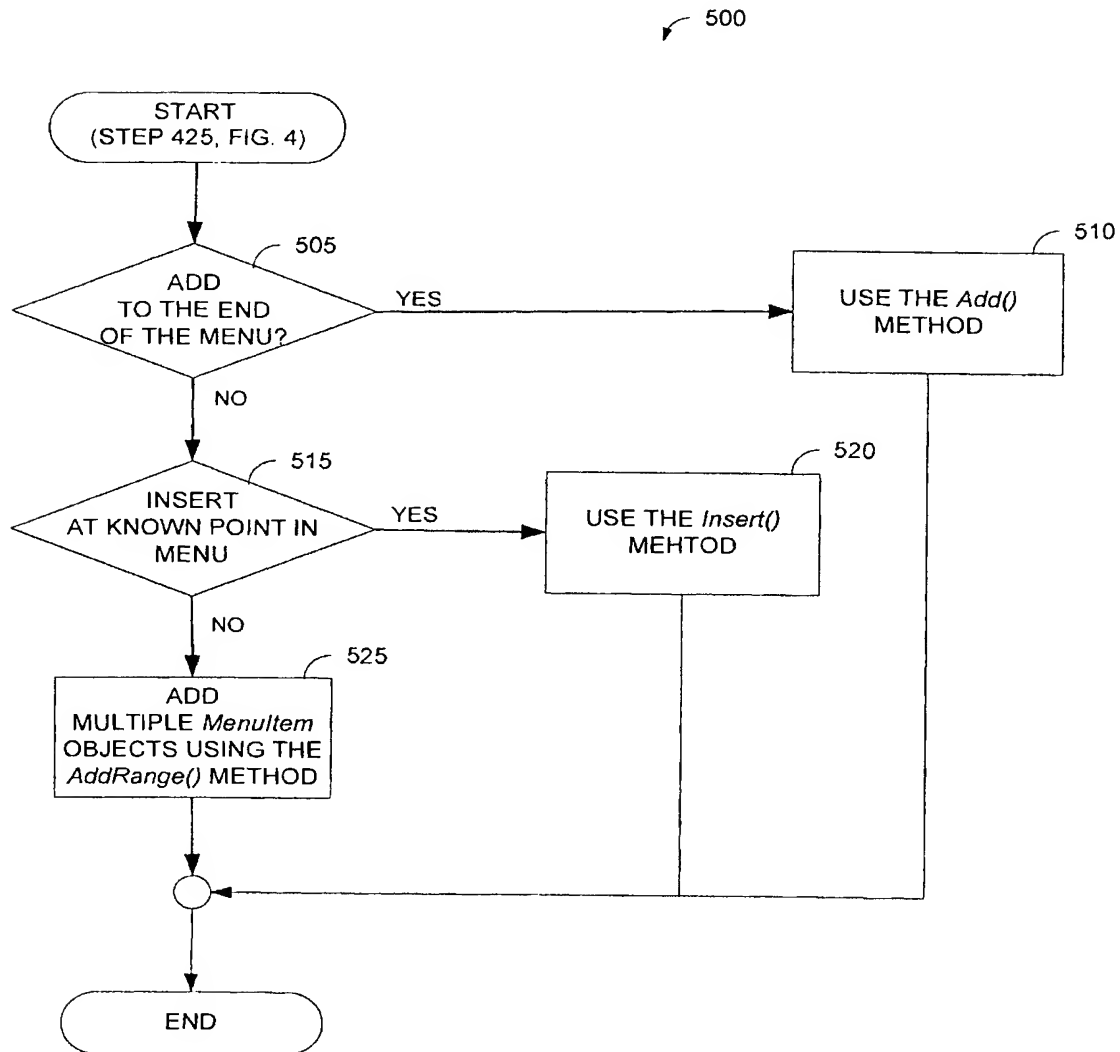 500
START
(STEP 425, FIG. 4)
505
ADD
TO THE END
OF THE MENU?
YES
510
USE THE Add()
METHOD
NO
515
INSERT
AT KNOWN POINT IN
MENU
YES
520
USE THE Insert()
MEHTOD
NO
525
ADD
MULTIPLE MenuItem
OBJECTS USING THE
AddRange() METHOD
END